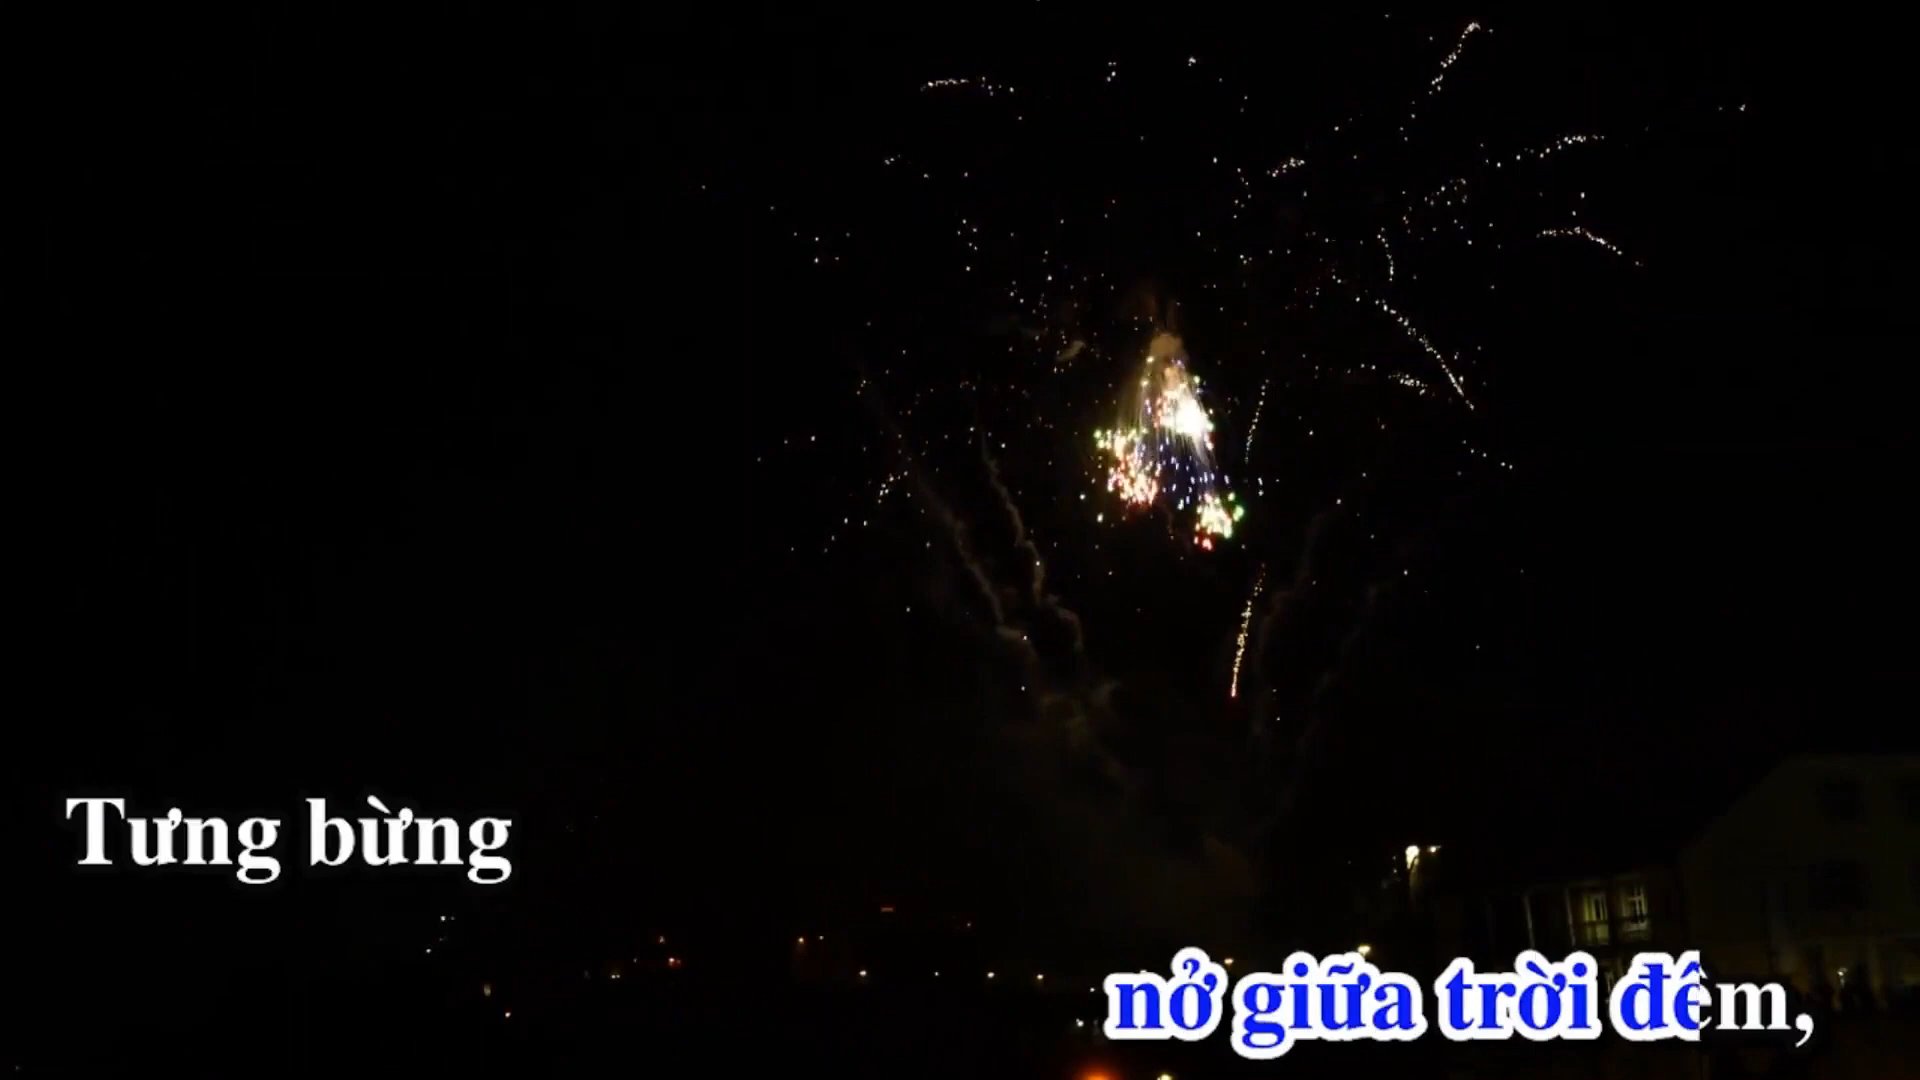 Tưng bừng
nở giữa trời đêm,